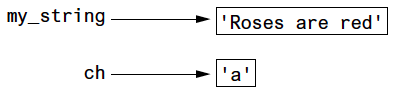 my_string 'Roses are red'
ch 'a'